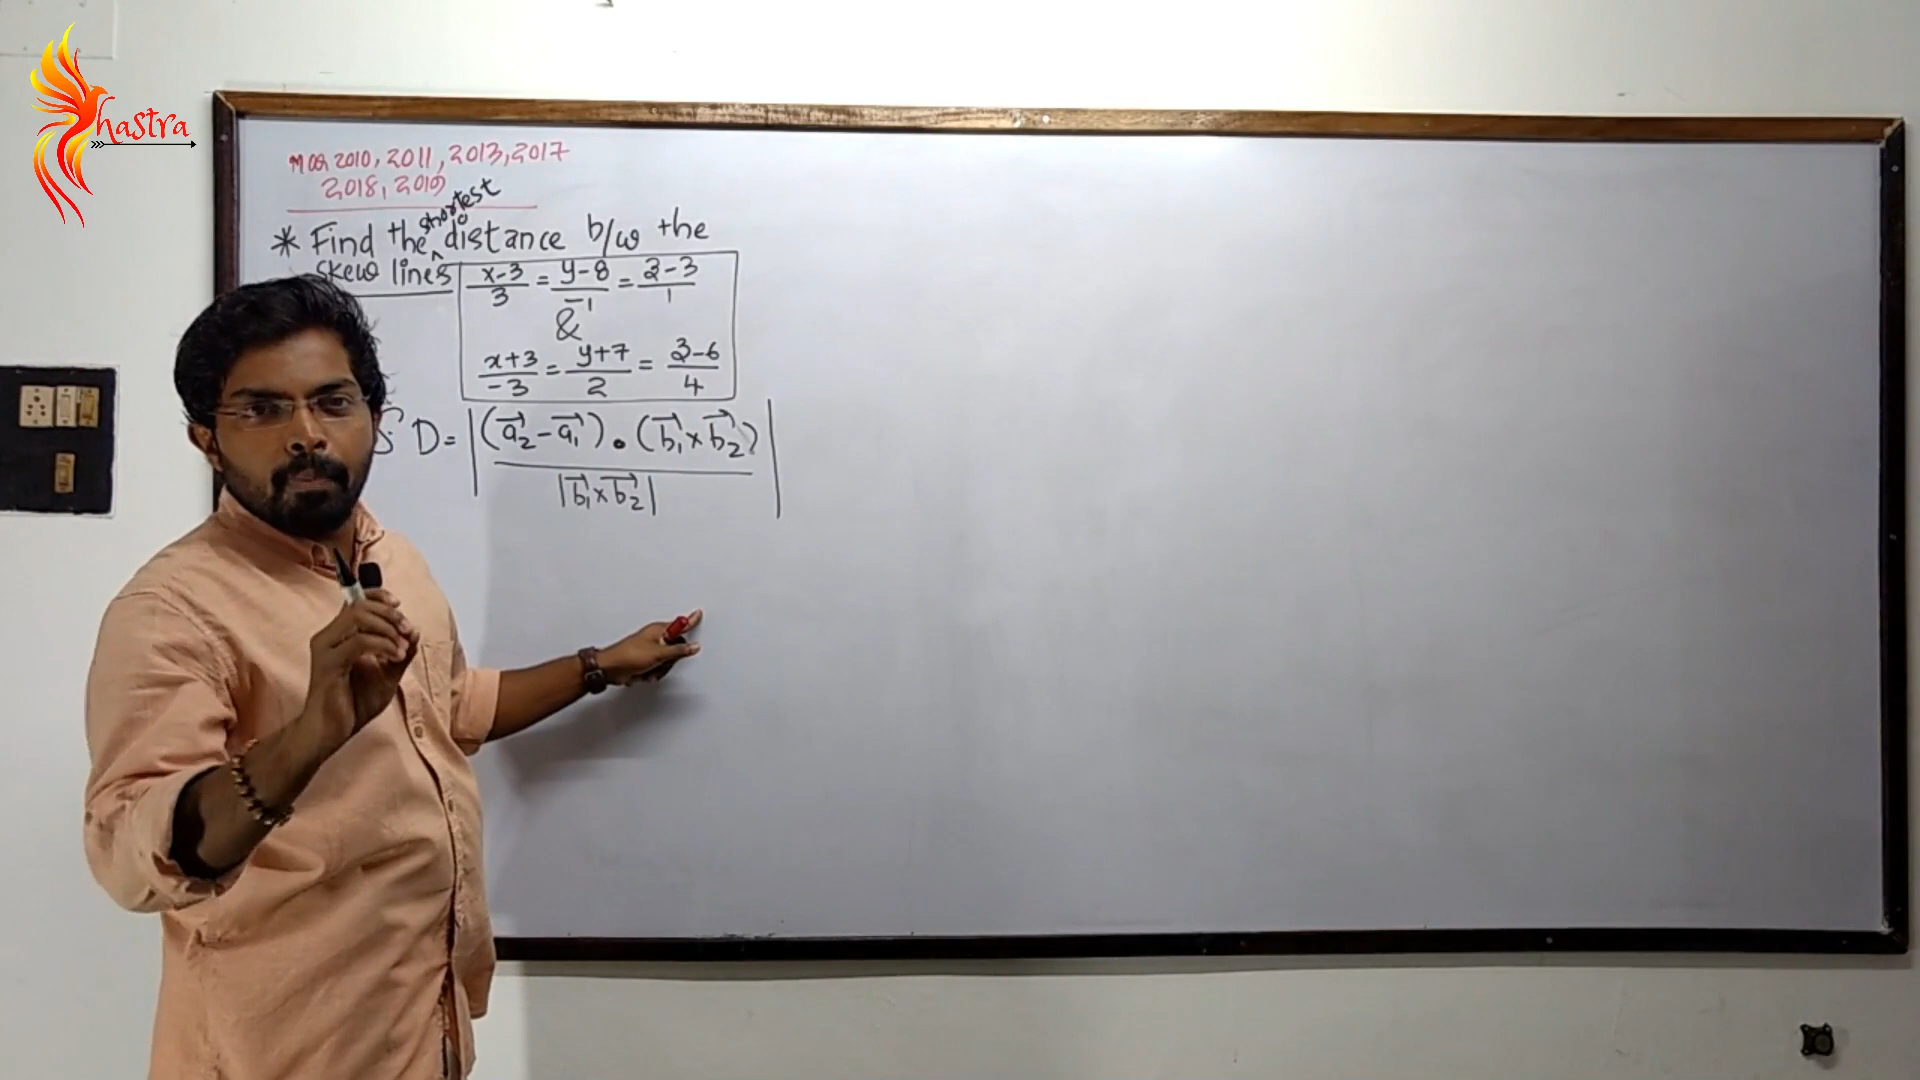 hastra
Mar 2010, 2011, 2013, 2017
2018, 2019
* Find the shortest distance b/w the
skew lines x-3/3 = y-8/-1 = z-3/1
&
x+3/-3 = y+7/2 = z-6/4
S D = |(a₂⃗ - a₁⃗) • (b₁⃗ × b₂⃗) / |b₁⃗ × b₂⃗||